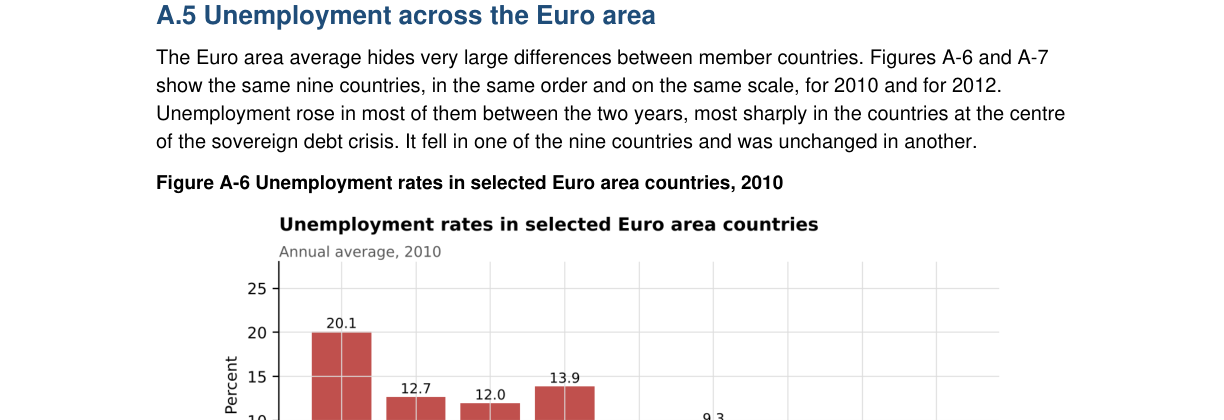 A.5 Unemployment across the Euro area
The Euro area average hides very large differences between member countries. Figures A-6 and A-7
show the same nine countries, in the same order and on the same scale, for 2010 and for 2012.
Unemployment rose in most of them between the two years, most sharply in the countries at the centre
of the sovereign debt crisis. It fell in one of the nine countries and was unchanged in another.
Figure A-6 Unemployment rates in selected Euro area countries, 2010
Unemployment rates in selected Euro area countries
Annual average, 2010
25
20.1
20
13.9
15
12.7
12.0
Percent
9.3
10